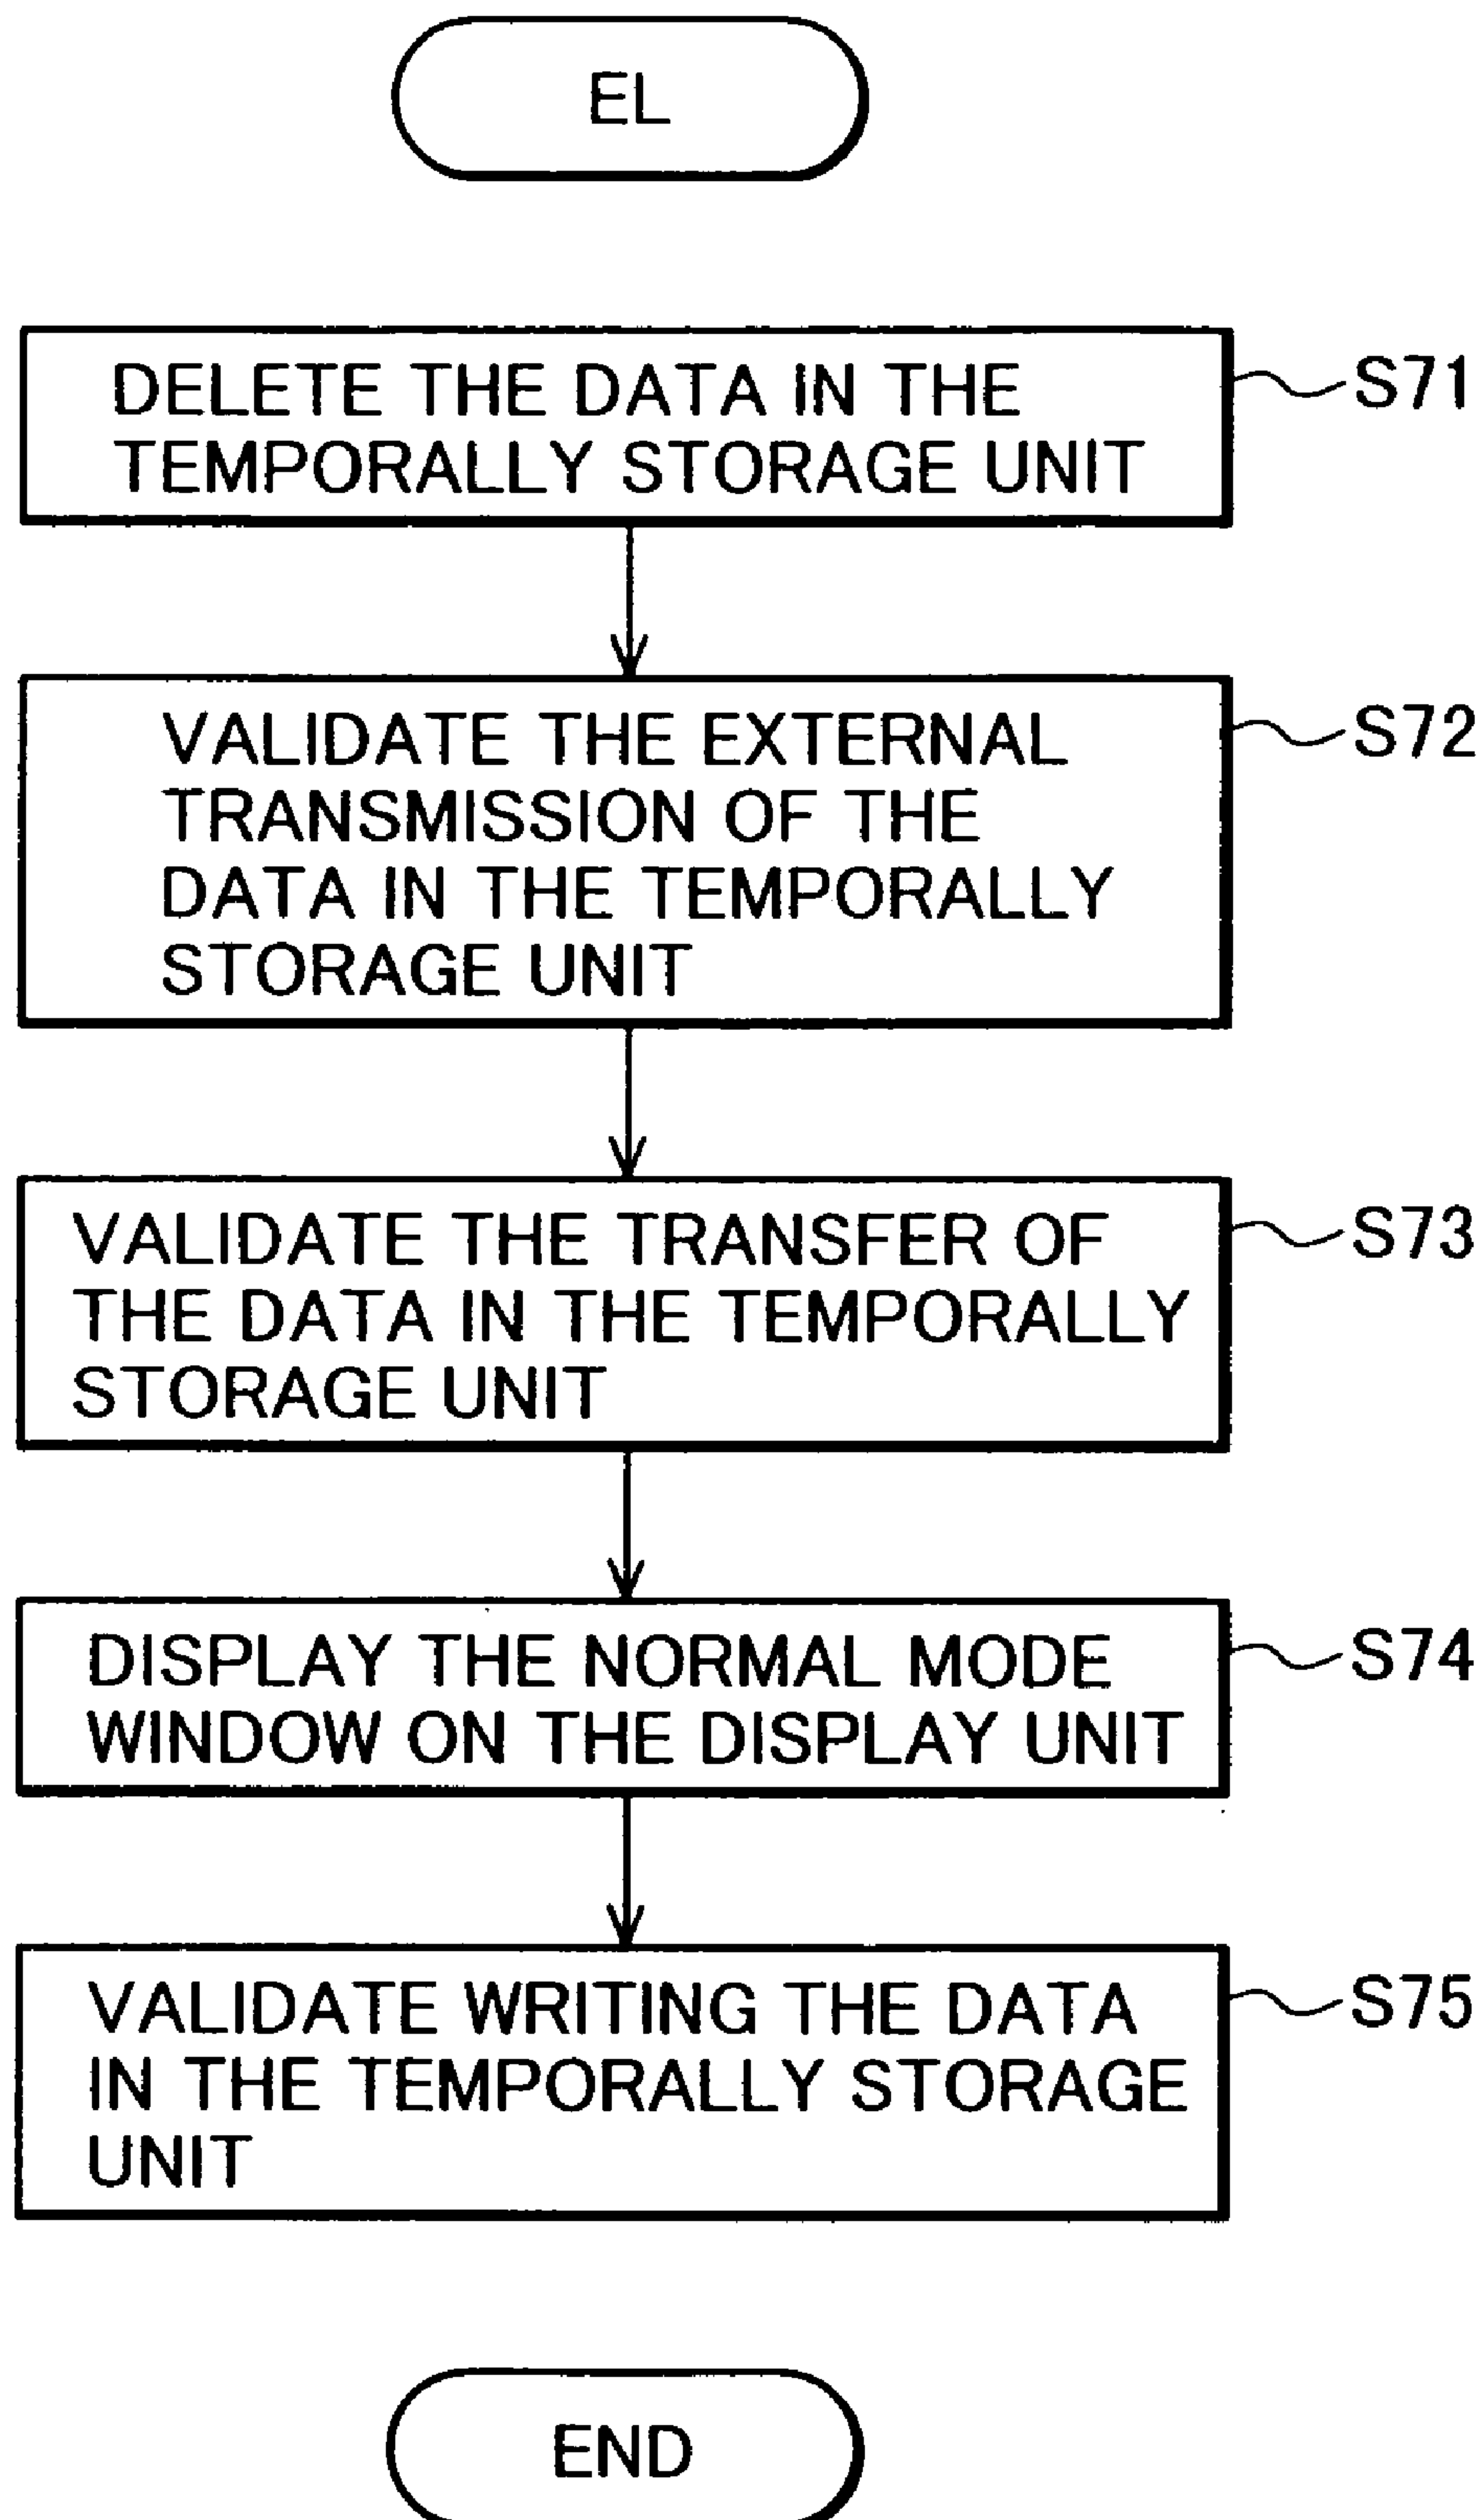 EL
DELETE THE DATA IN THE
TEMPORALLY STORAGE UNIT
S71
VALIDATE THE EXTERNAL
TRANSMISSION OF THE
DATA IN THE TEMPORALLY
STORAGE UNIT
S72
VALIDATE THE TRANSFER OF
THE DATA IN THE TEMPORALLY
STORAGE UNIT
S73
DISPLAY THE NORMAL MODE
WINDOW ON THE DISPLAY UNIT
S74
VALIDATE WRITING THE DATA
IN THE TEMPORALLY STORAGE
UNIT
S75
END